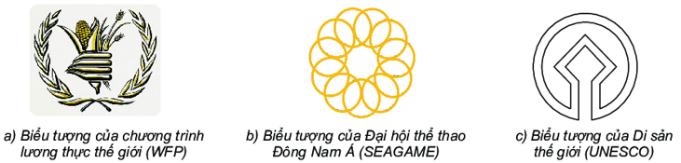 a) Biểu tượng của chương trình
lương thực thế giới (WFP)
b) Biểu tượng của Đại hội thể thao
Đông Nam Á (SEAGAME)
c) Biểu tượng của Di sản
thế giới (UNESCO)